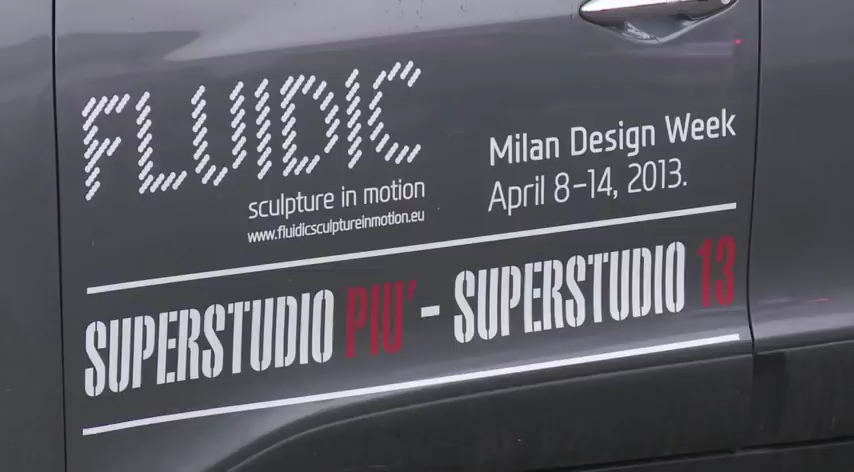 FLUIDIC
sculpture in motion
www.fluidicsculptureinmotion.eu
Milan Design Week
April 8-14, 2013.
SUPERSTUDIO PIU' - SUPERSTUDIO 13